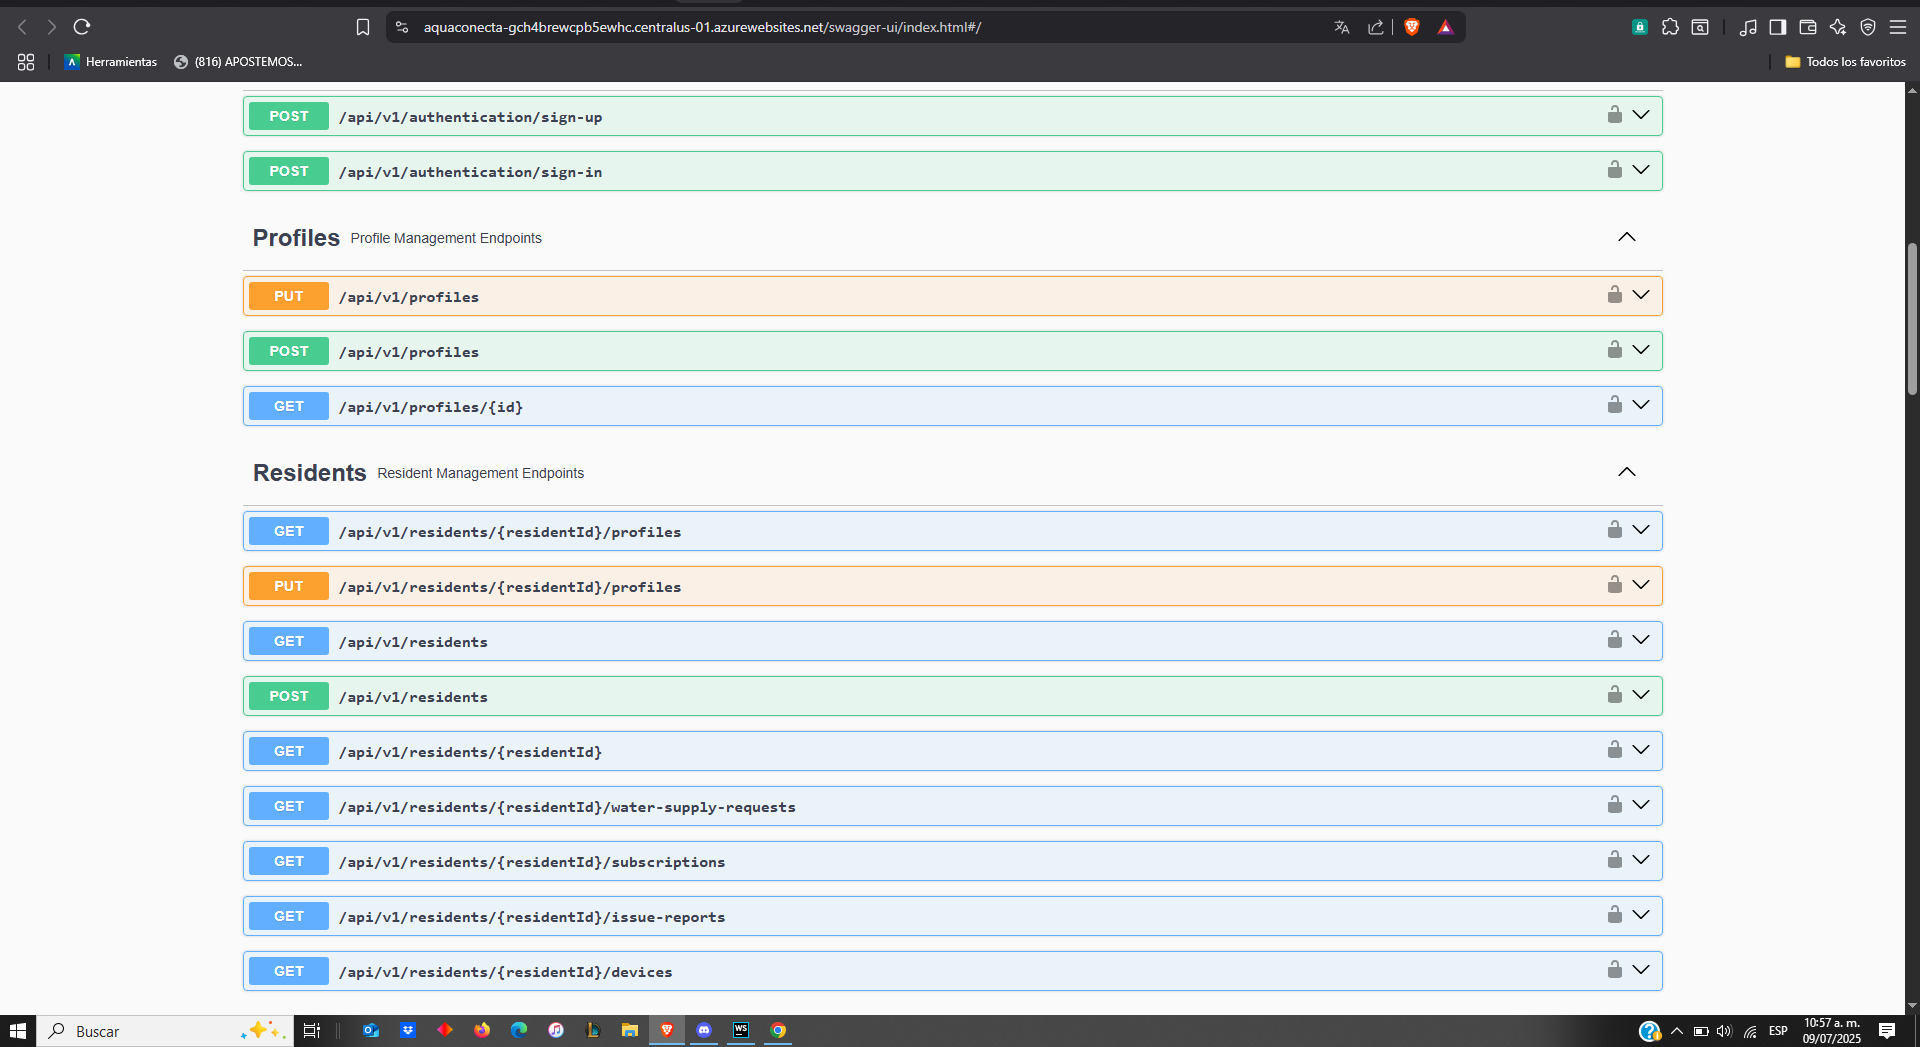 aquaconecta-gch4brewcpb5ewhc.centralus-01.azurewebsites.net/swagger-ui/index.html#/
Herramientas
(816) APOSTEMOS...
Todos los favoritos
POST /api/v1/authentication/sign-up
POST /api/v1/authentication/sign-in
Profiles Profile Management Endpoints
PUT /api/v1/profiles
POST /api/v1/profiles
GET /api/v1/profiles/{id}
Residents Resident Management Endpoints
GET /api/v1/residents/{residentId}/profiles
PUT /api/v1/residents/{residentId}/profiles
GET /api/v1/residents
POST /api/v1/residents
GET /api/v1/residents/{residentId}
GET /api/v1/residents/{residentId}/water-supply-requests
GET /api/v1/residents/{residentId}/subscriptions
GET /api/v1/residents/{residentId}/issue-reports
GET /api/v1/residents/{residentId}/devices
Buscar
WS
ESP
10:57 a. m.
09/07/2025